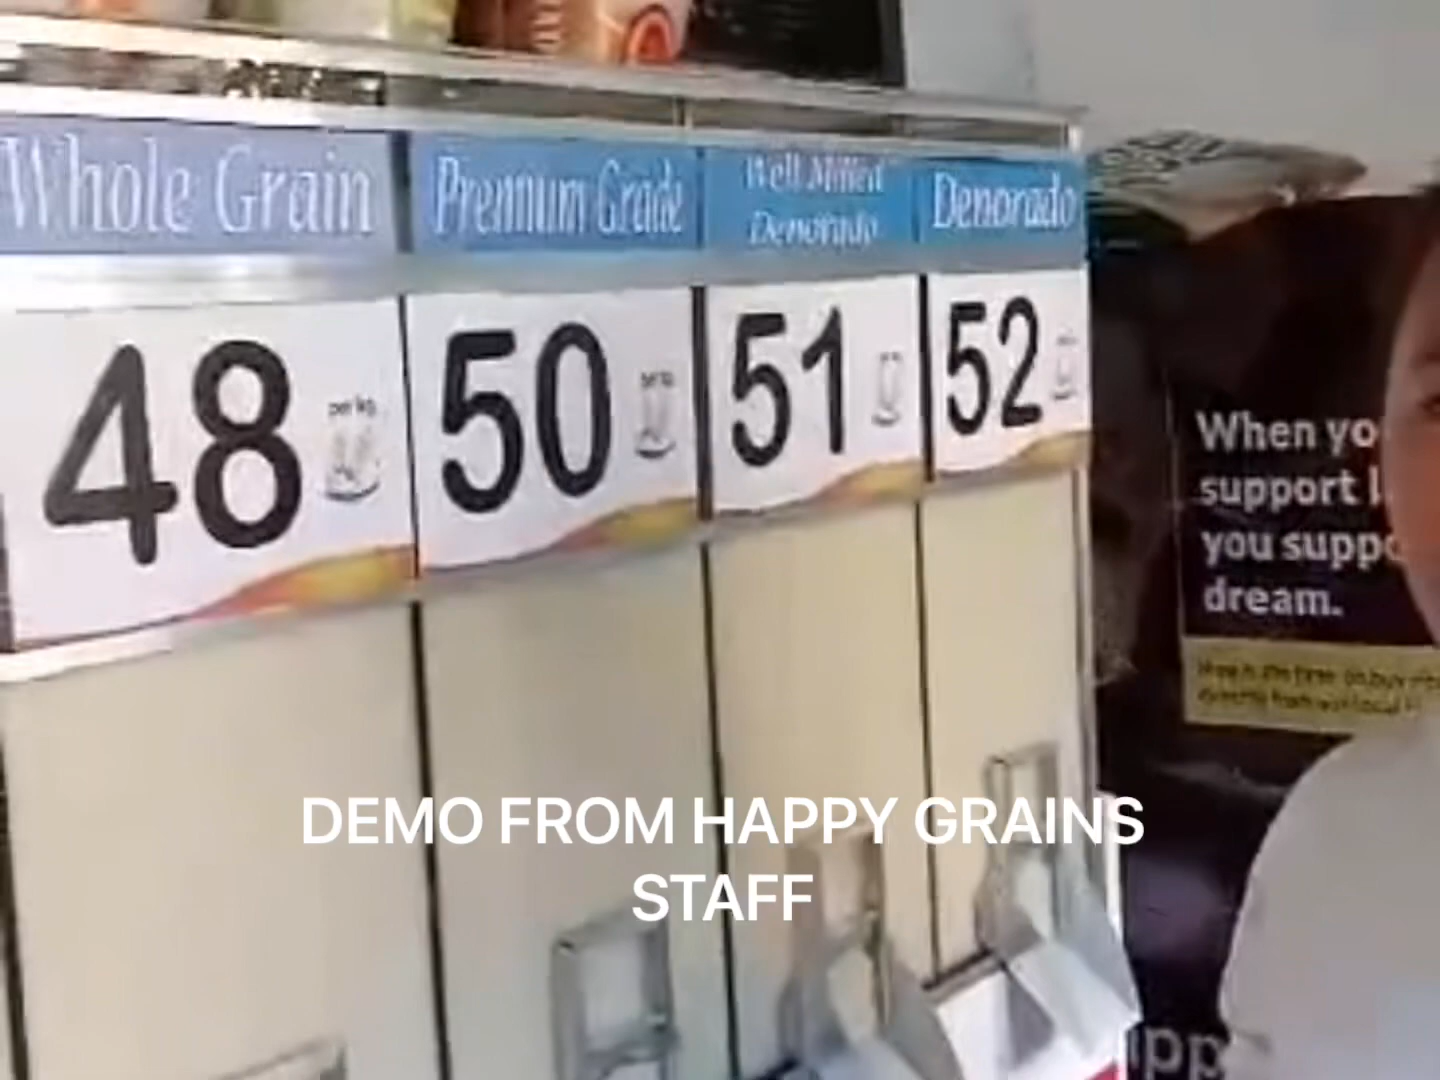 Whole Grain
Premium Grade
Well Milled
Denorado
Denorado
48
per kg
50
per kg
51
52
When yo
support l
you suppo
dream.
DEMO FROM HAPPY GRAINS
STAFF